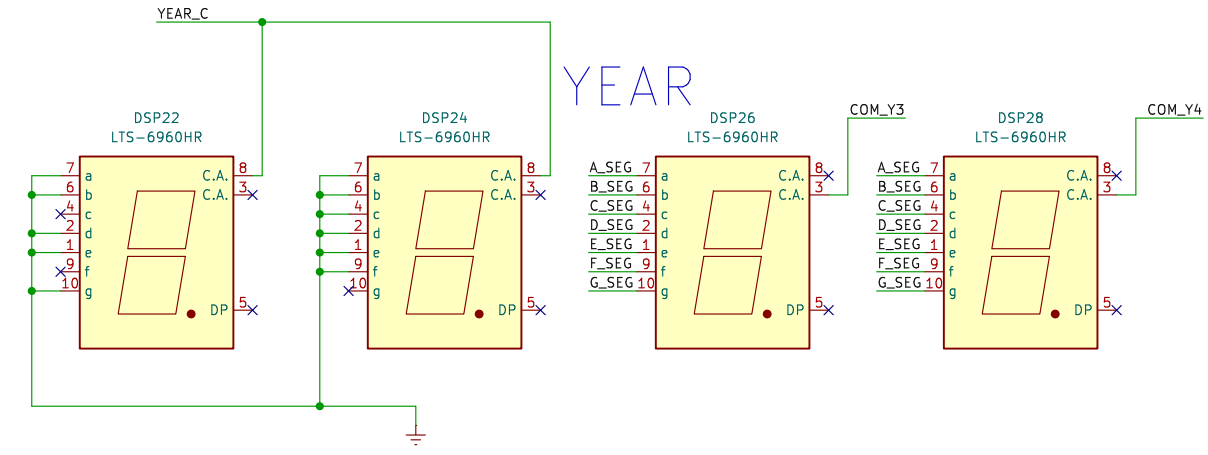 YEAR_C
YEAR
DSP22
LTS-6960HR
7 a
6 b
4 c
2 d
1 e
9 f
10 g
C.A. 8
C.A. 3
DP 5
DSP24
LTS-6960HR
7 a
6 b
4 c
2 d
1 e
9 f
10 g
C.A. 8
C.A. 3
DP 5
DSP26
LTS-6960HR
COM_Y3
A_SEG 7 a
B_SEG 6 b
C_SEG 4 c
D_SEG 2 d
E_SEG 1 e
F_SEG 9 f
G_SEG 10 g
C.A. 8
C.A. 3
DP 5
DSP28
LTS-6960HR
COM_Y4
A_SEG 7 a
B_SEG 6 b
C_SEG 4 c
D_SEG 2 d
E_SEG 1 e
F_SEG 9 f
G_SEG 10 g
C.A. 8
C.A. 3
DP 5